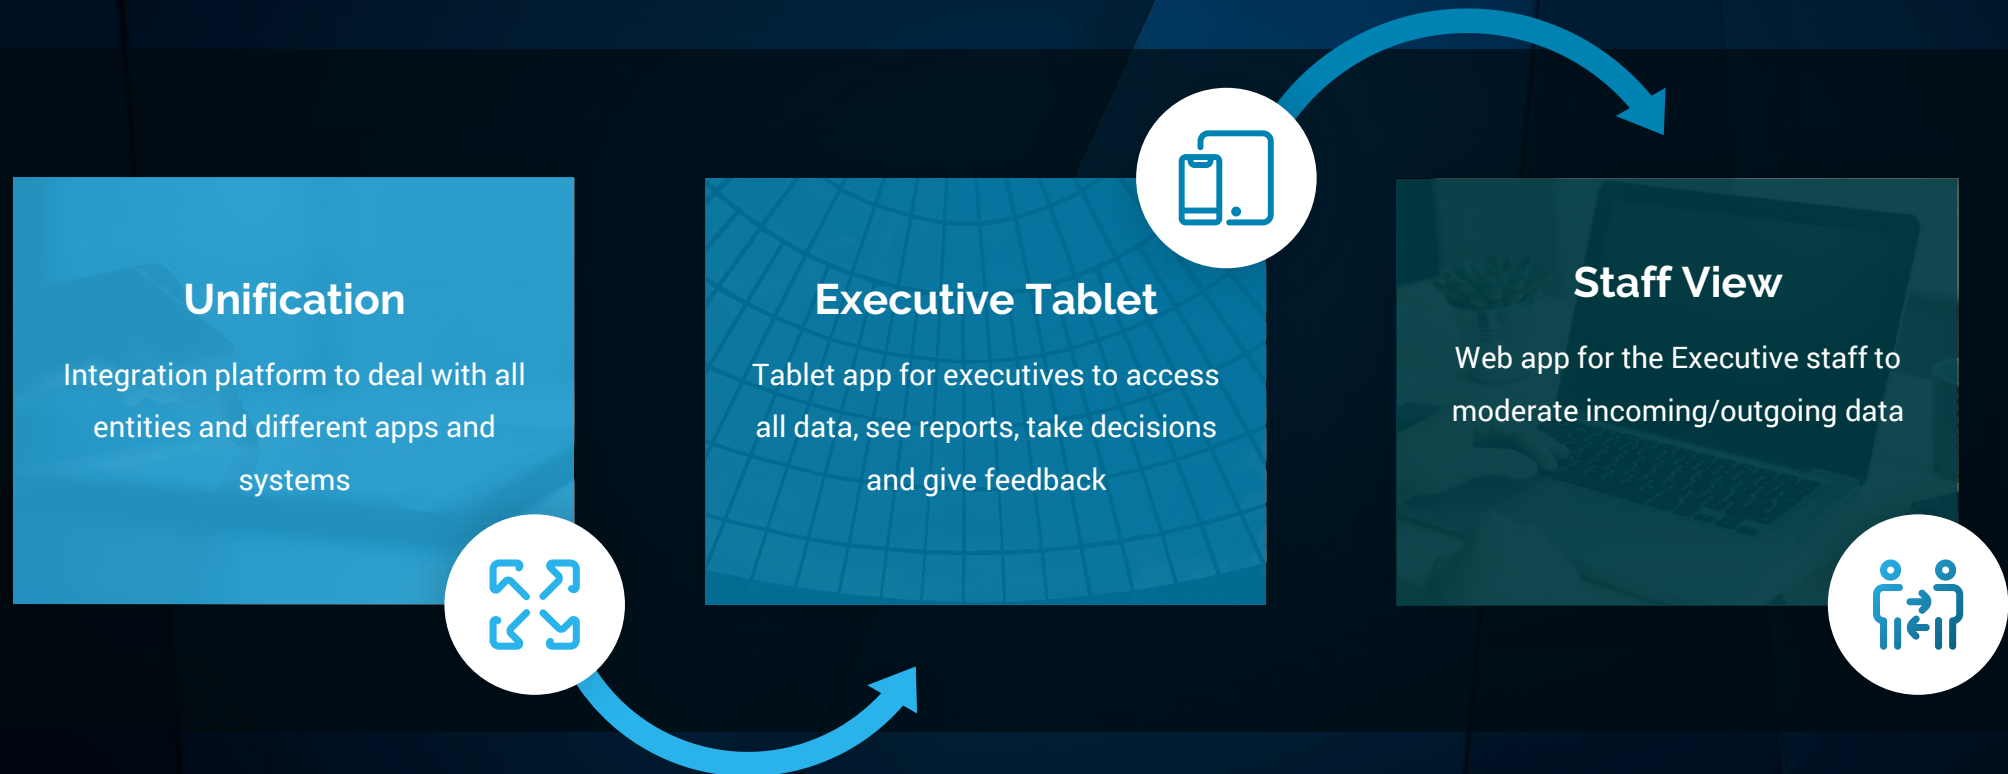 Unification
Integration platform to deal with all
entities and different apps and
systems
Executive Tablet
Tablet app for executives to access
all data, see reports, take decisions
and give feedback
Staff View
Web app for the Executive staff to
moderate incoming/outgoing data